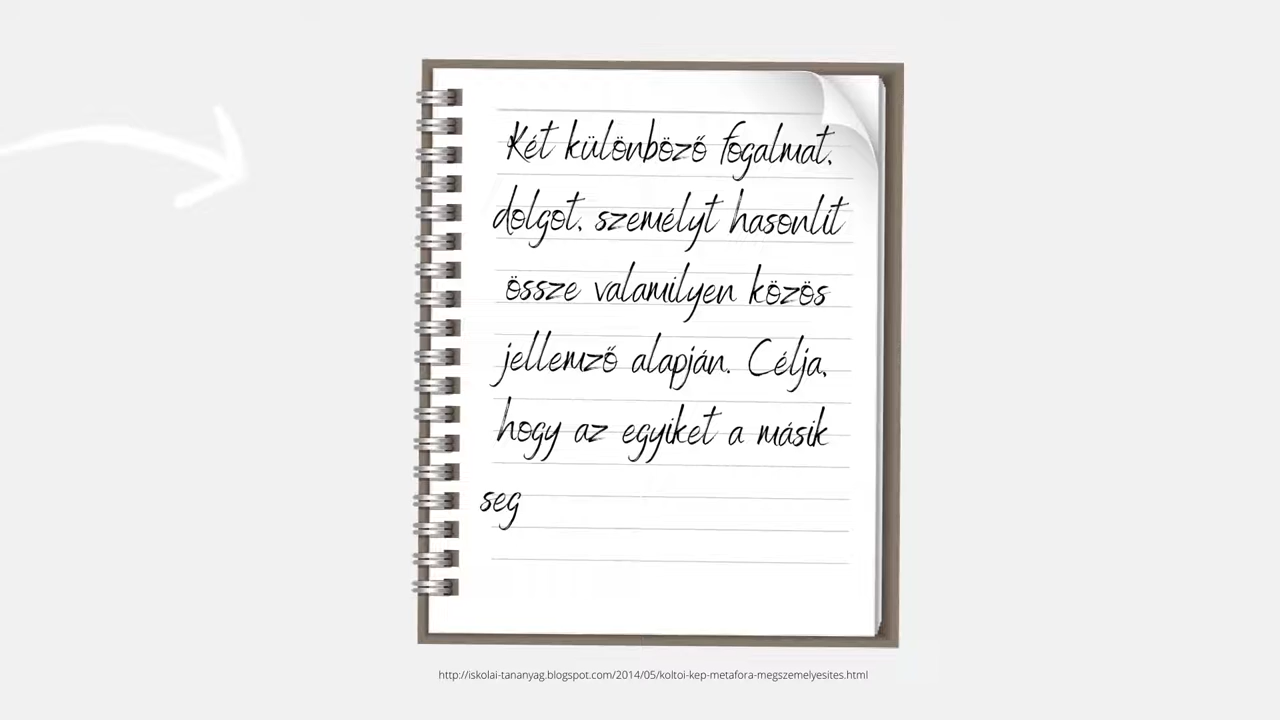 Két különböző fogalmat,
dolgot, személyt hasonlít
össze valamilyen közös
jellemző alapján. Célja,
hogy az egyiket a másik
seg
http://iskolai-tananyag.blogspot.com/2014/05/koltoi-kep-metafora-megszemelyesites.html